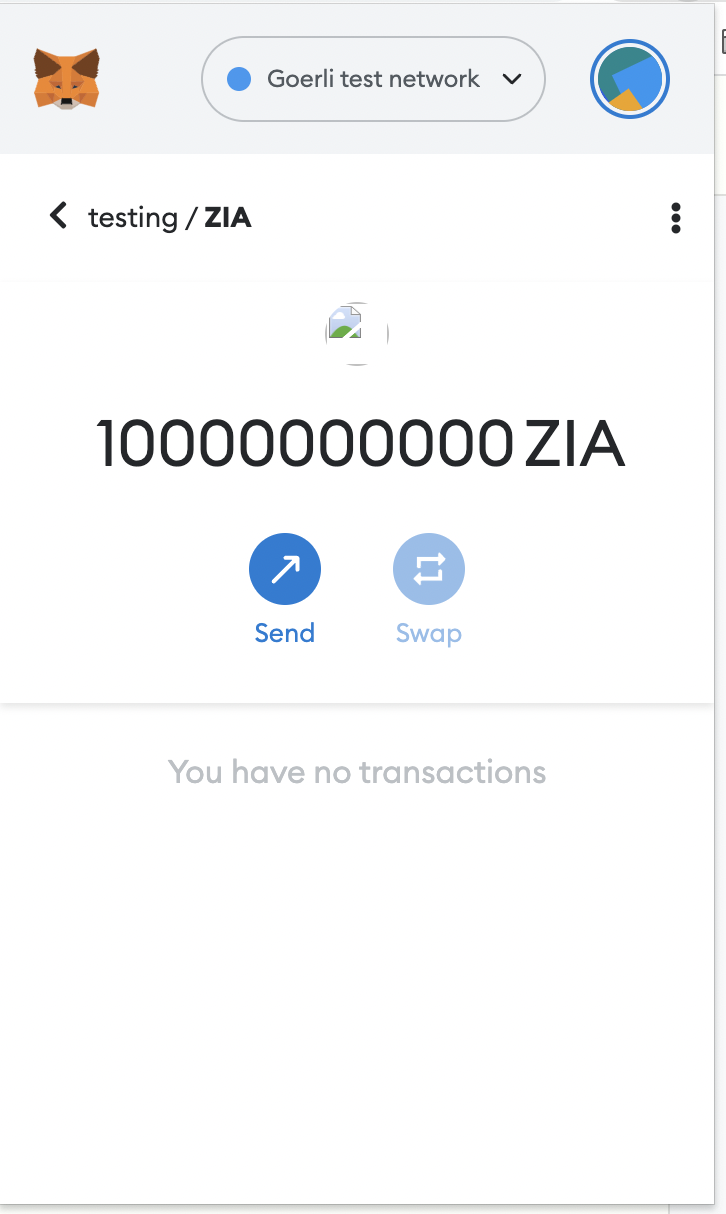 Goerli test network
testing / ZIA
10000000000 ZIA
Send
Swap
You have no transactions